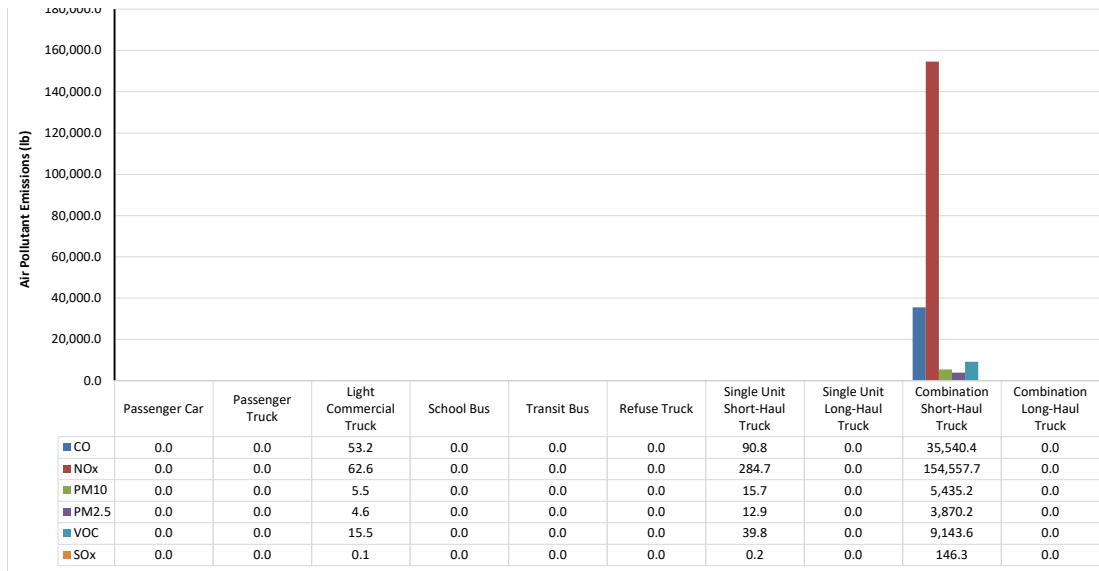 180,000.0
160,000.0
140,000.0
120,000.0
100,000.0
80,000.0
60,000.0
40,000.0
20,000.0
0.0
Air Pollutant Emissions (lb)
Passenger Car
Passenger
Truck
Light
Commercial
Truck
School Bus
Transit Bus
Refuse Truck
Single Unit
Short-Haul
Truck
Single Unit
Long-Haul
Truck
Combination
Short-Haul
Truck
Combination
Long-Haul
Truck
CO 0.0 0.0 53.2 0.0 0.0 0.0 90.8 0.0 35,540.4 0.0
NOx 0.0 0.0 62.6 0.0 0.0 0.0 284.7 0.0 154,557.7 0.0
PM10 0.0 0.0 5.5 0.0 0.0 0.0 15.7 0.0 5,435.2 0.0
PM2.5 0.0 0.0 4.6 0.0 0.0 0.0 12.9 0.0 3,870.2 0.0
VOC 0.0 0.0 15.5 0.0 0.0 0.0 39.8 0.0 9,143.6 0.0
SOx 0.0 0.0 0.1 0.0 0.0 0.0 0.2 0.0 146.3 0.0